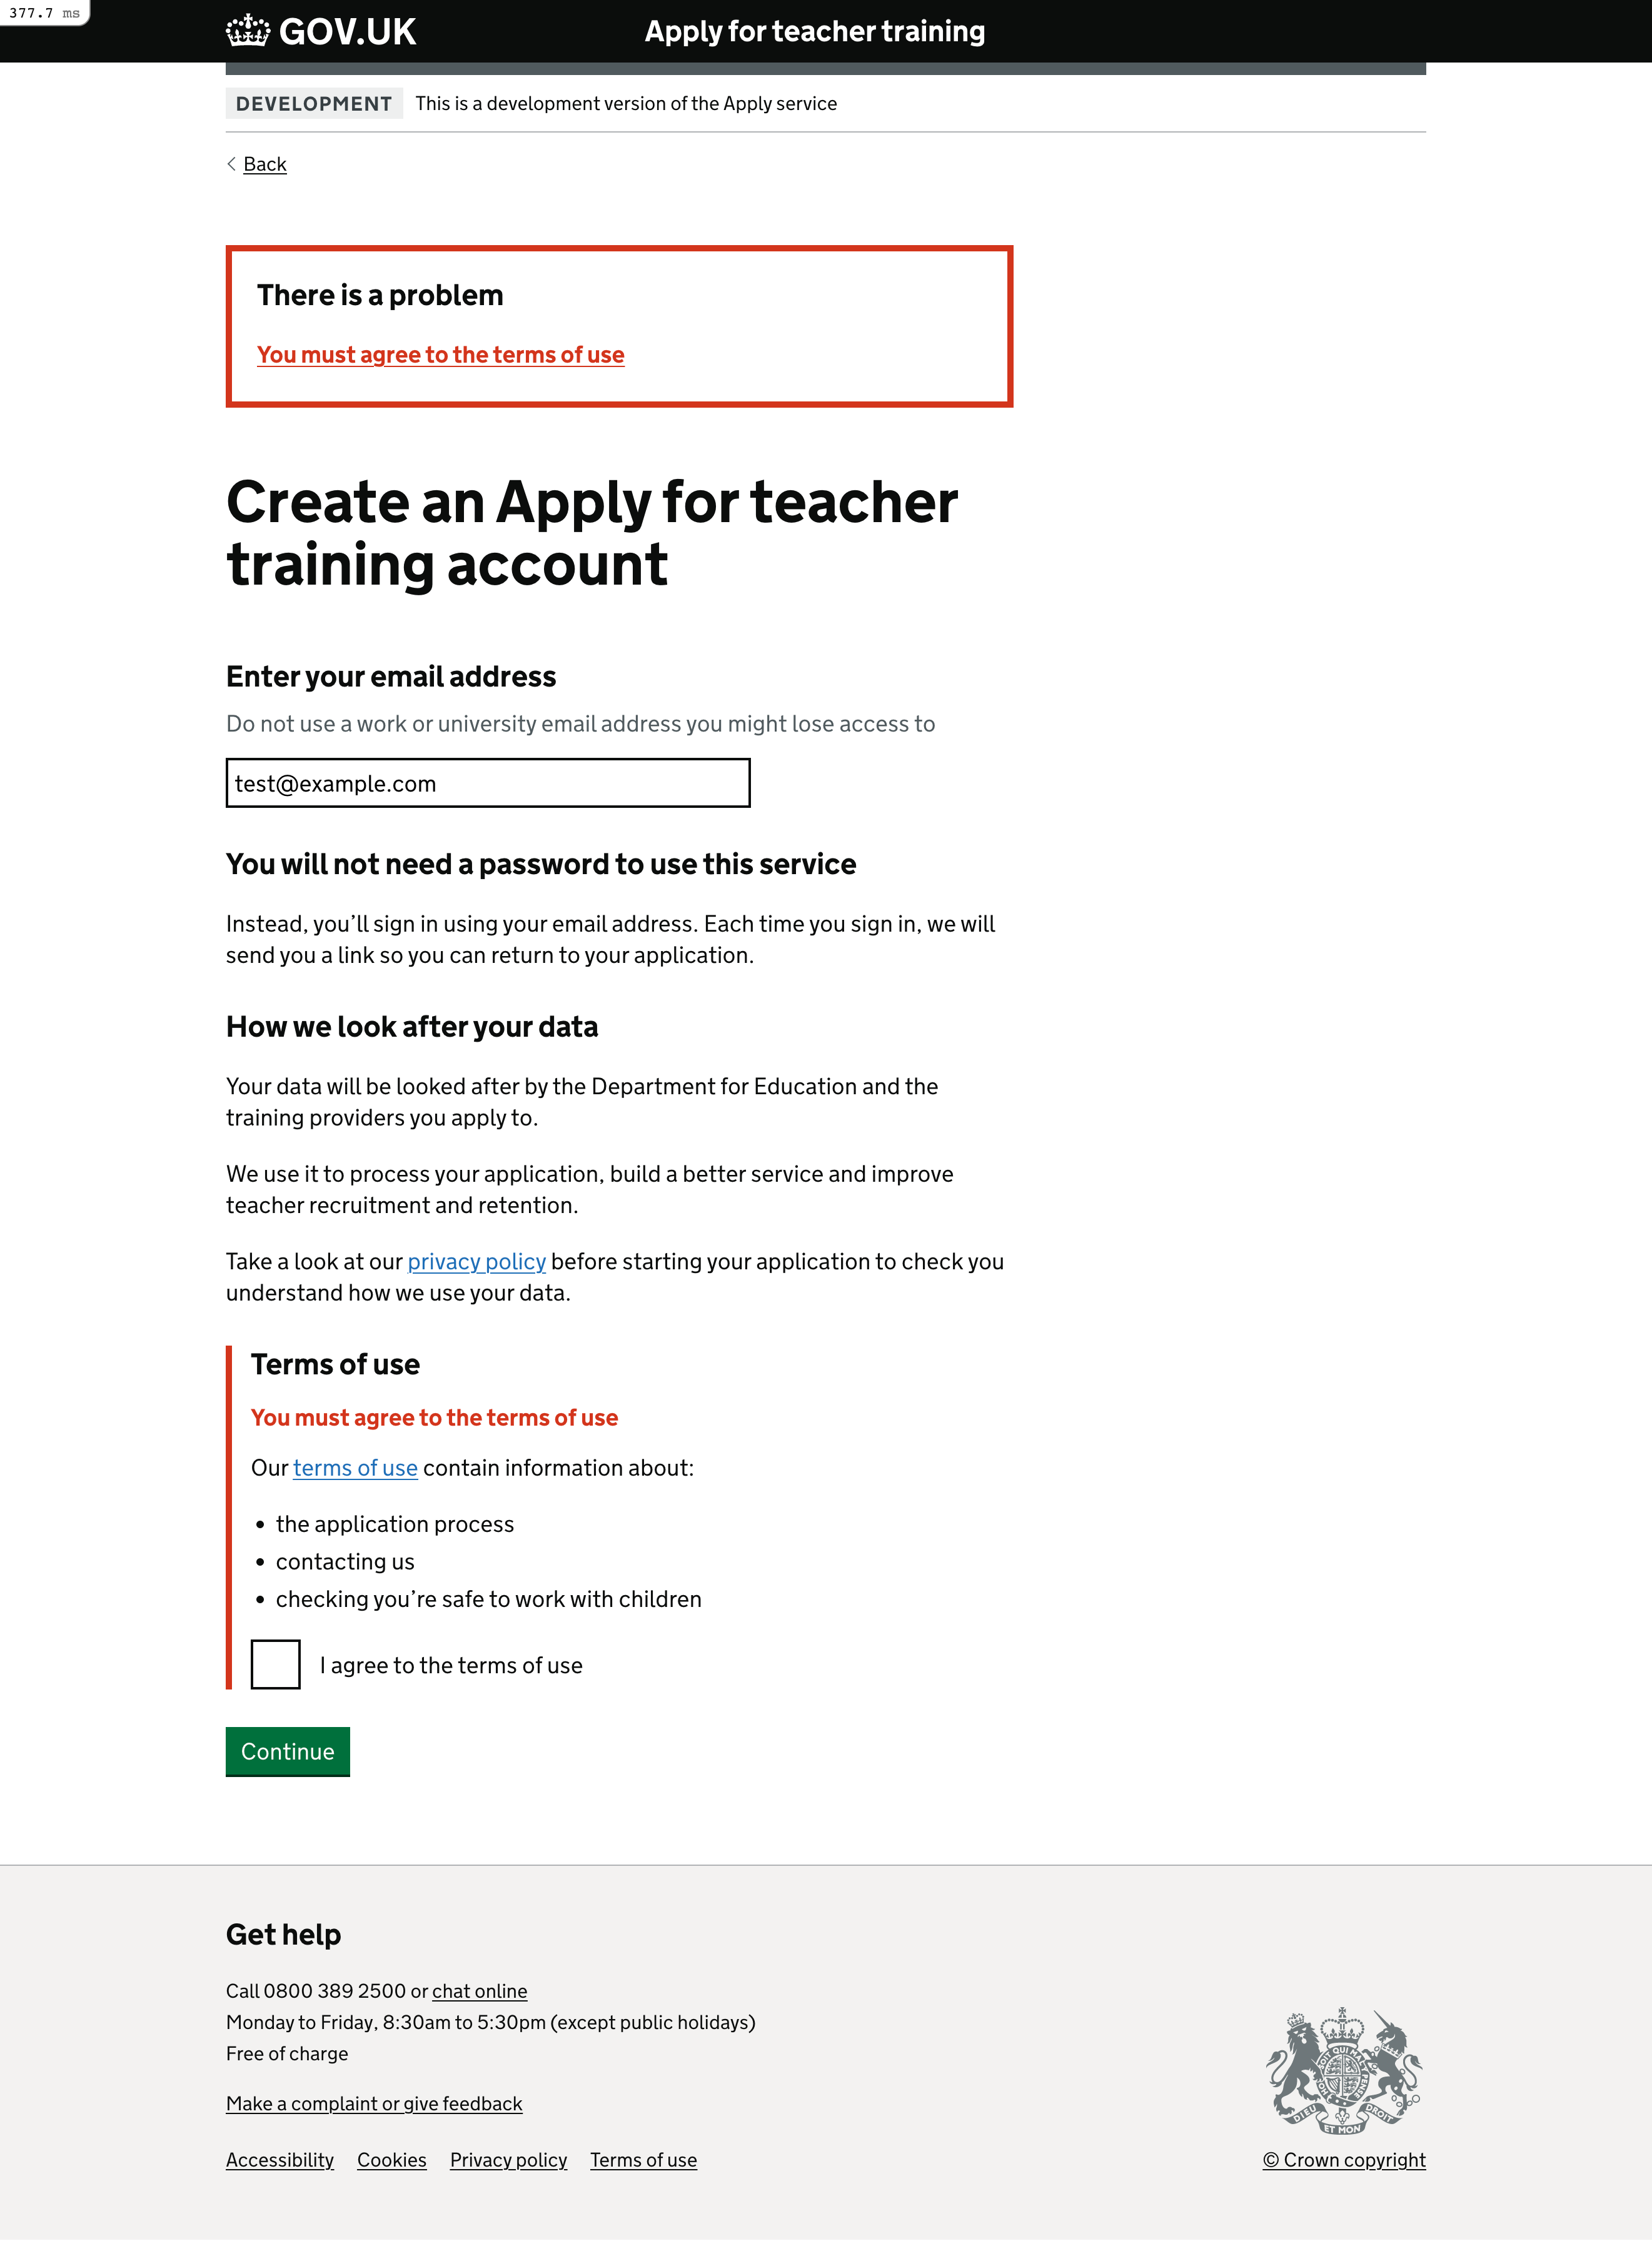 377.7 ms
GOV.UK
Apply for teacher training
DEVELOPMENT This is a development version of the Apply service
Back
There is a problem
You must agree to the terms of use
Create an Apply for teacher
training account
Enter your email address
Do not use a work or university email address you might lose access to
test@example.com
You will not need a password to use this service
Instead, you’ll sign in using your email address. Each time you sign in, we will
send you a link so you can return to your application.
How we look after your data
Your data will be looked after by the Department for Education and the
training providers you apply to.
We use it to process your application, build a better service and improve
teacher recruitment and retention.
Take a look at our privacy policy before starting your application to check you
understand how we use your data.
Terms of use
You must agree to the terms of use
Our terms of use contain information about:
• the application process
• contacting us
• checking you’re safe to work with children
I agree to the terms of use
Continue
Get help
Call 0800 389 2500 or chat online
Monday to Friday, 8:30am to 5:30pm (except public holidays)
Free of charge
Make a complaint or give feedback
Accessibility Cookies Privacy policy Terms of use
DIEU ET MON DROIT
© Crown copyright